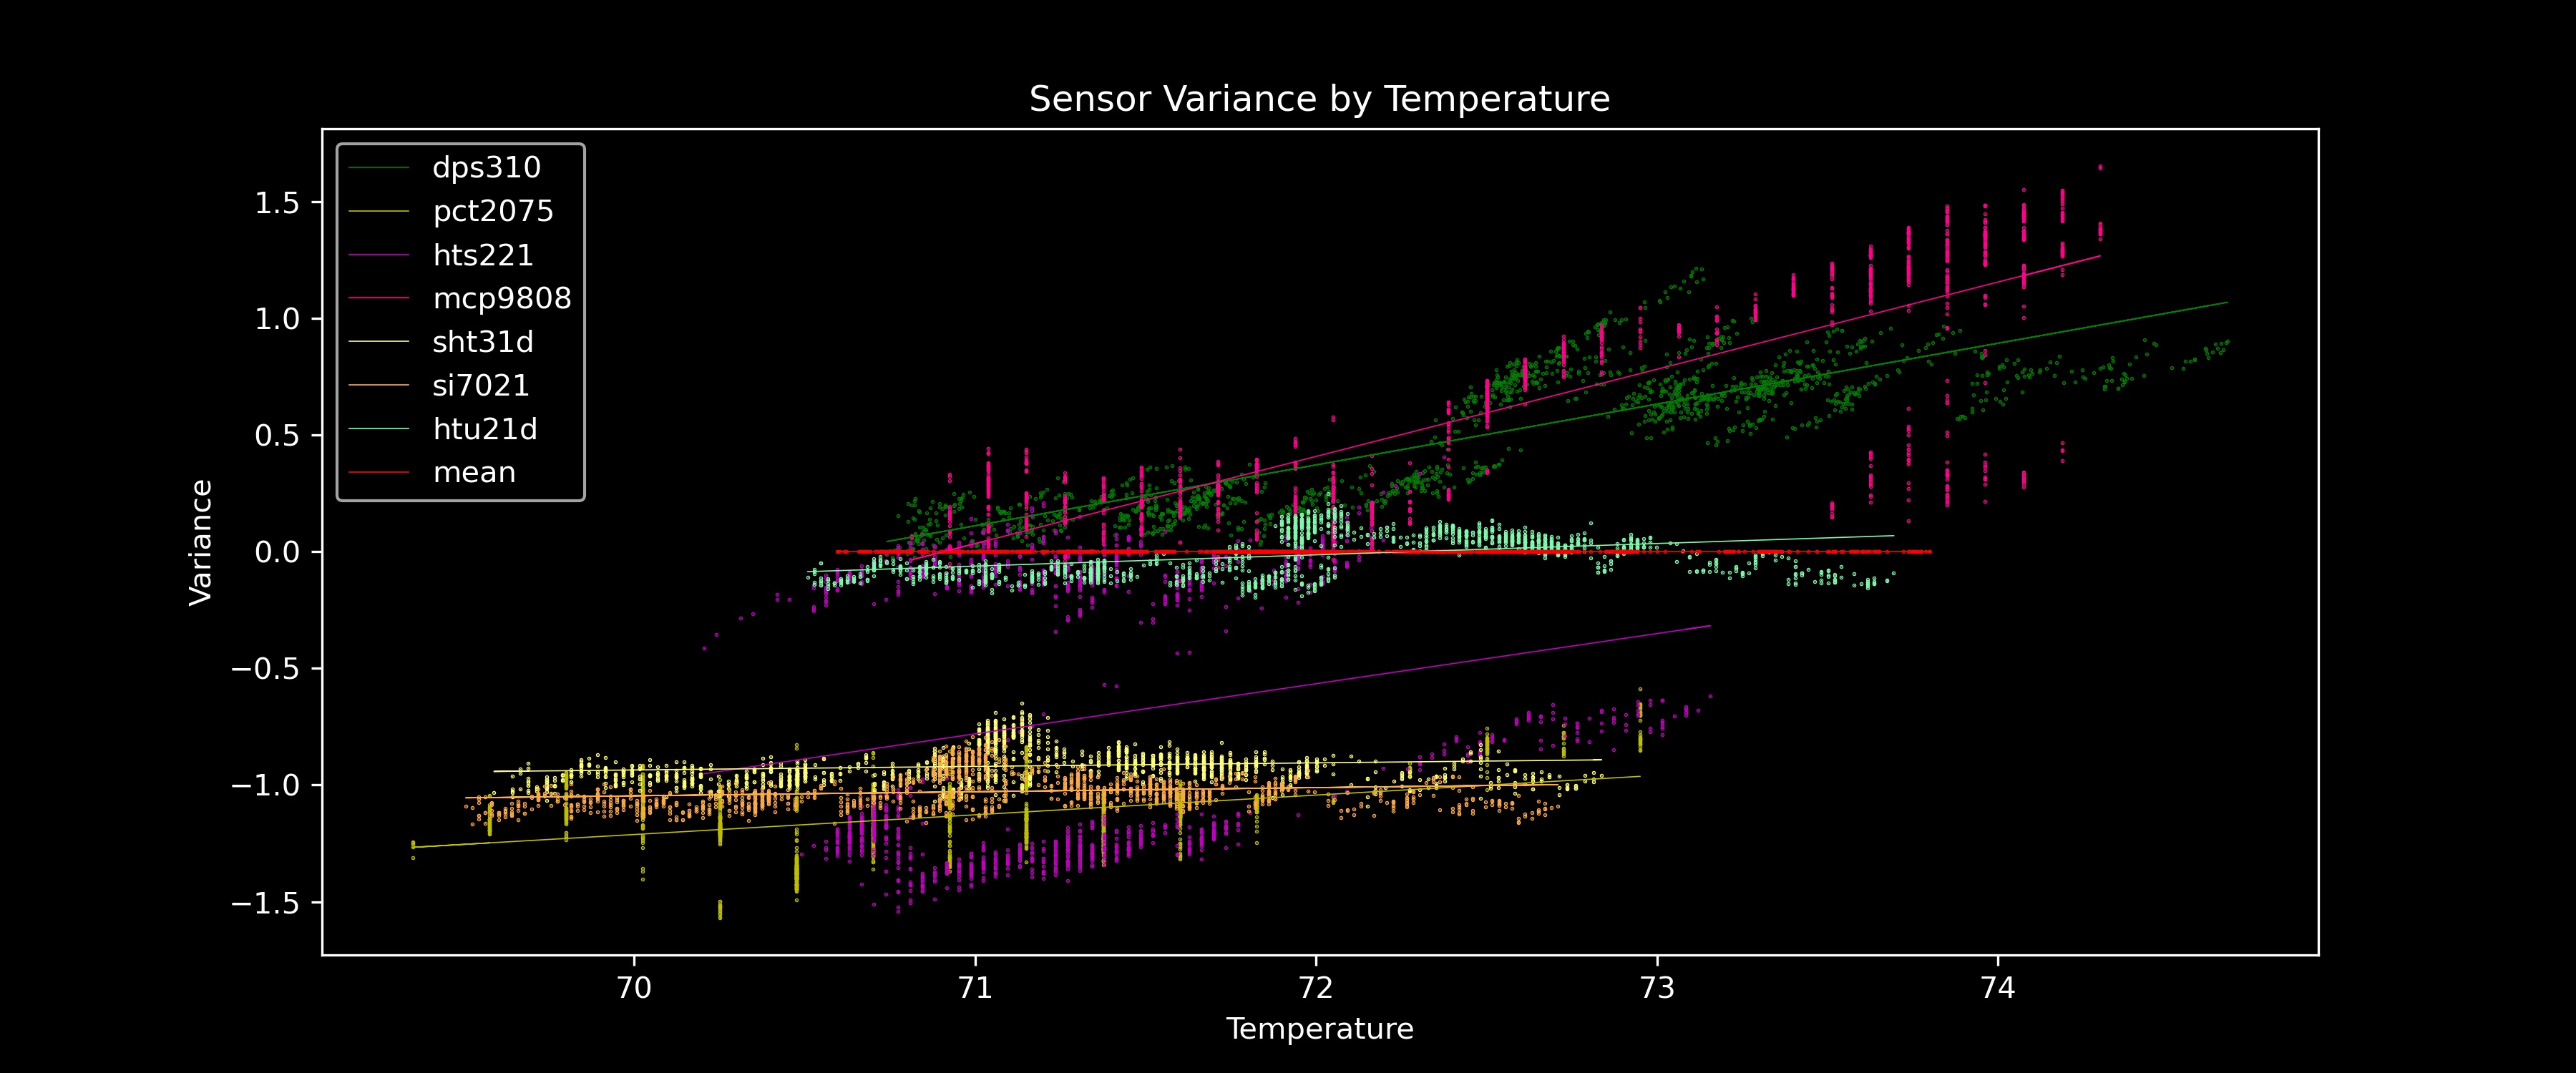 Sensor Variance by Temperature
dps310
pct2075
hts221
mcp9808
sht31d
si7021
htu21d
mean
Variance
1.5
1.0
0.5
0.0
−0.5
−1.0
−1.5
70 71 72 73 74
Temperature